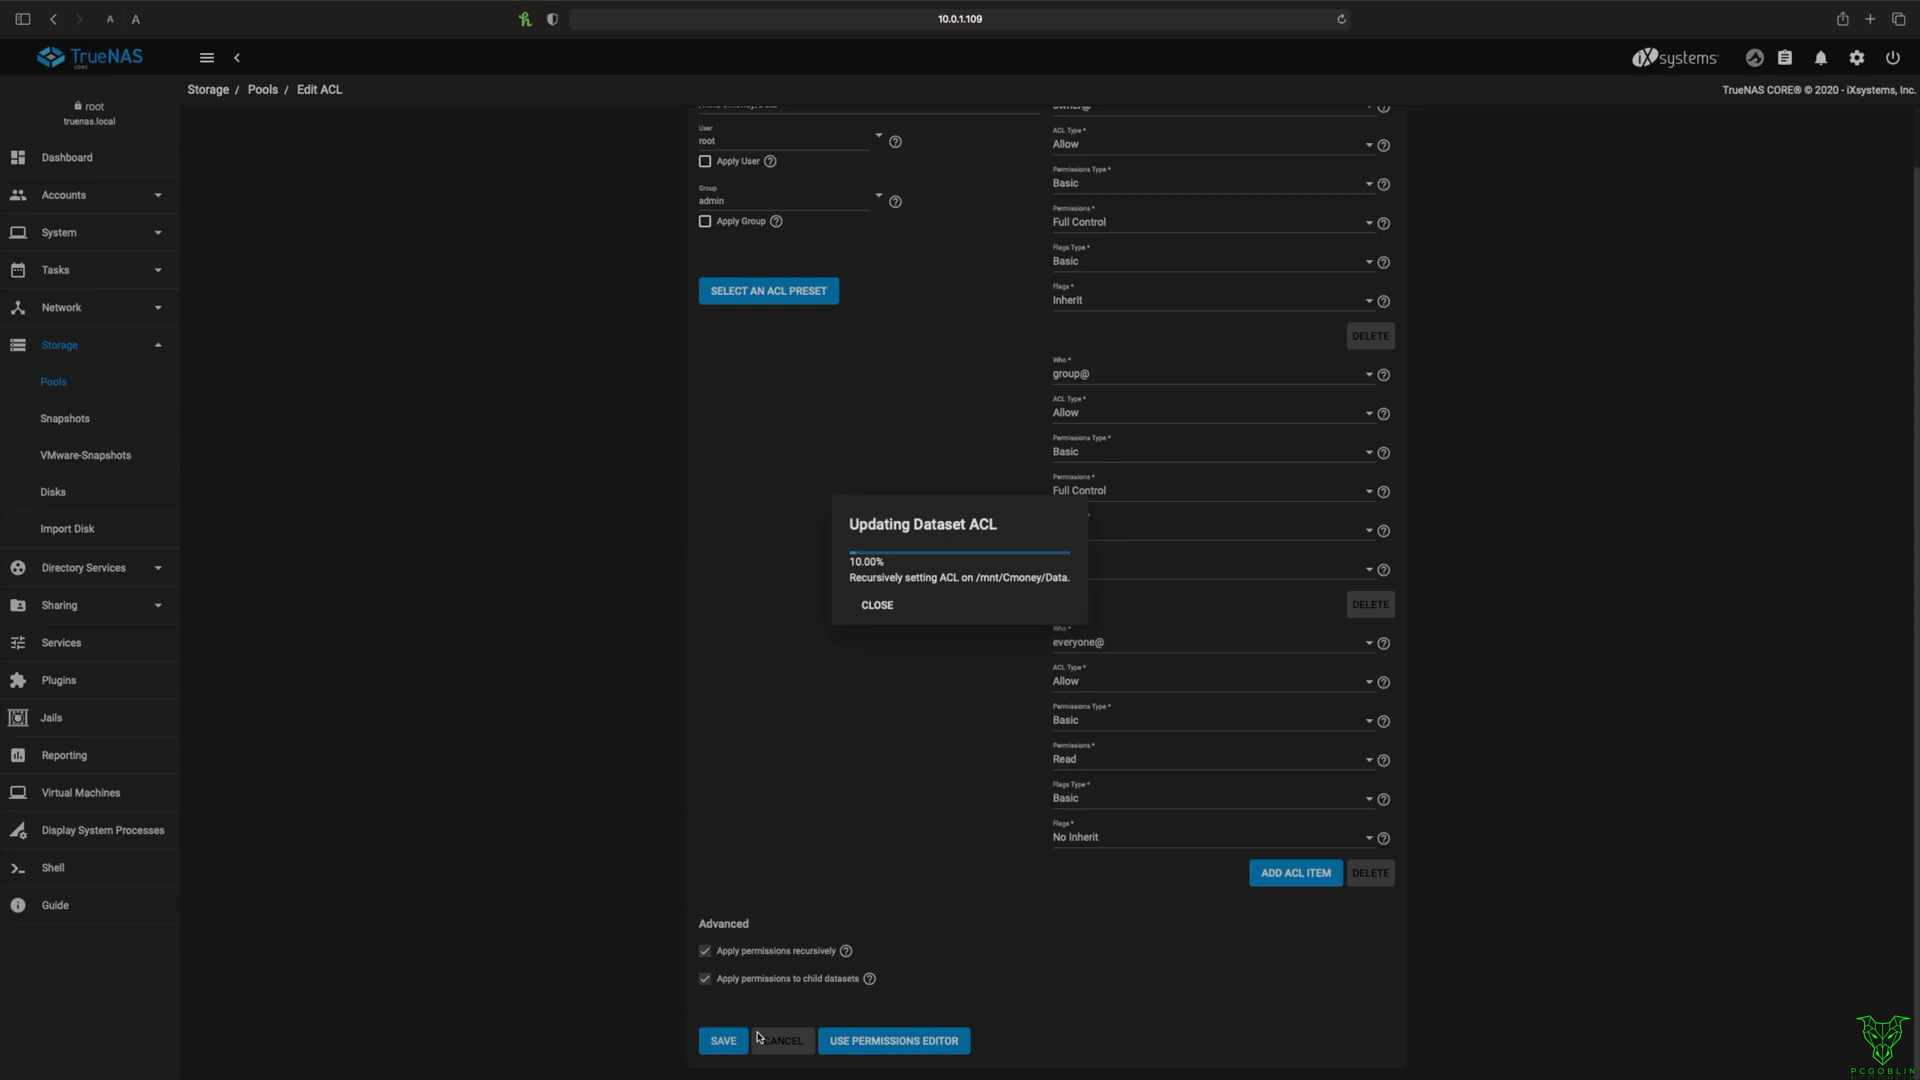 A A
10.0.1.109
TrueNAS
CORE
iXsystems
Storage / Pools / Edit ACL
TrueNAS CORE® © 2020 - iXsystems, Inc.
root
truenas.local
Dashboard
Accounts
System
Tasks
Network
Storage
Pools
Snapshots
VMware-Snapshots
Disks
Import Disk
Directory Services
Sharing
Services
Plugins
Jails
Reporting
Virtual Machines
Display System Processes
Shell
Guide
User
root
Apply User
Group
admin
Apply Group
SELECT AN ACL PRESET
owner@
ACL Type *
Allow
Permissions Type *
Basic
Permissions *
Full Control
Flags Type *
Basic
Flags *
Inherit
DELETE
Who *
group@
ACL Type *
Allow
Permissions Type *
Basic
Permissions *
Full Control
DELETE
Updating Dataset ACL
10.00%
Recursively setting ACL on /mnt/Cmoney/Data.
CLOSE
Who *
everyone@
ACL Type *
Allow
Permissions Type *
Basic
Permissions *
Read
Flags Type *
Basic
Flags *
No Inherit
ADD ACL ITEM
DELETE
Advanced
Apply permissions recursively
Apply permissions to child datasets
SAVE
CANCEL
USE PERMISSIONS EDITOR
PCGOBLIN